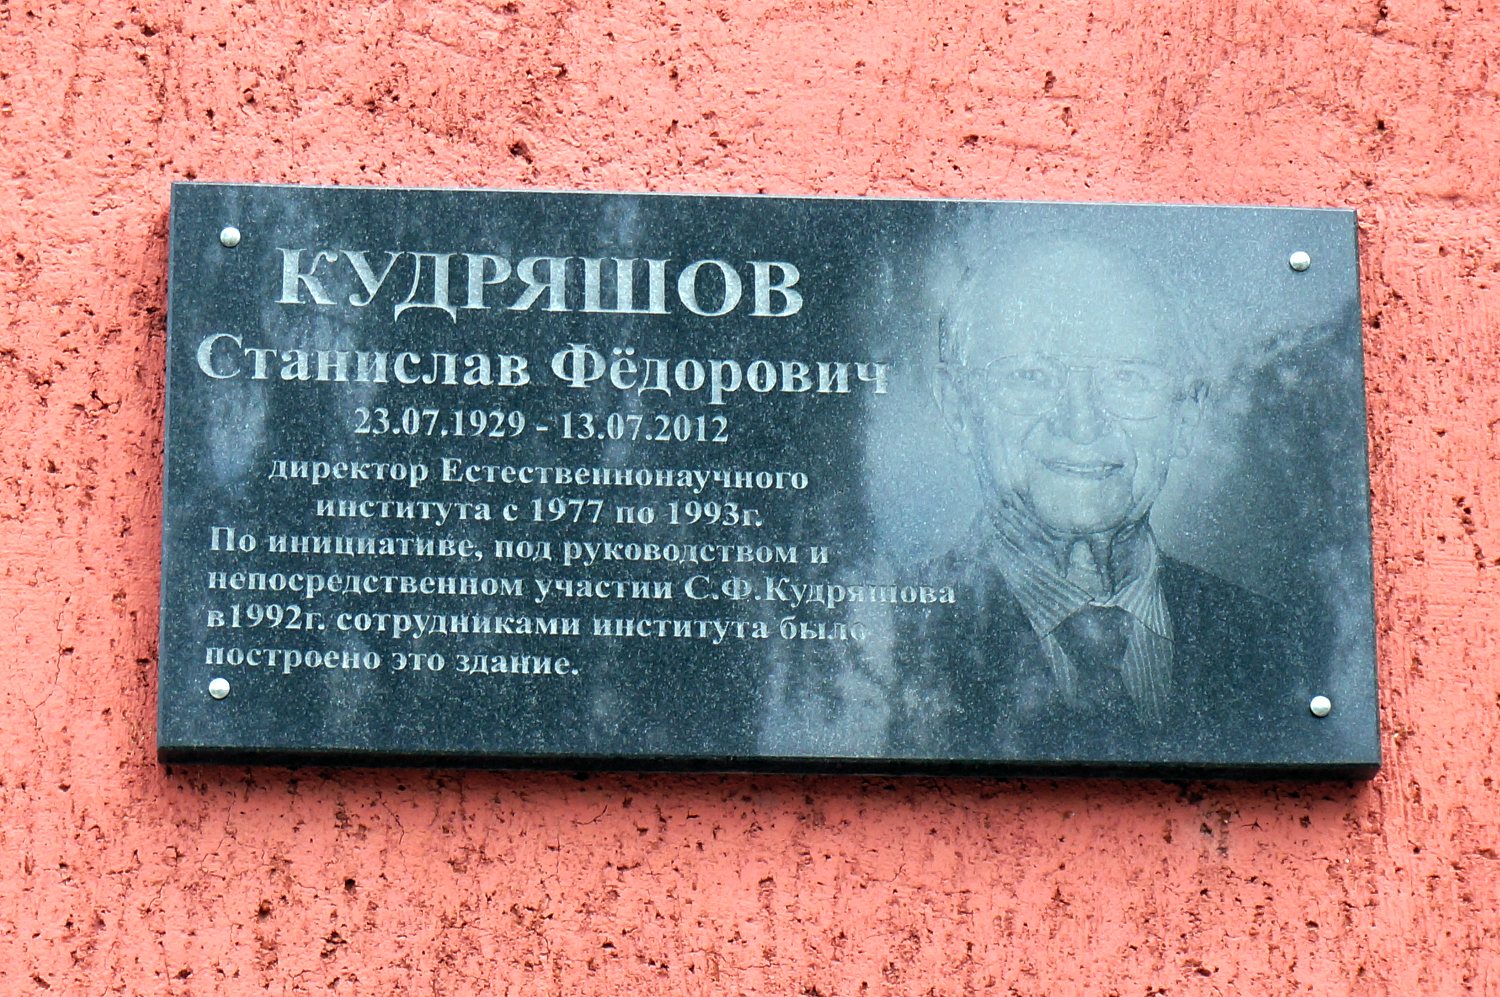 КУДРЯШОВ
Станислав Фёдорович
23.07.1929 - 13.07.2012
директор Естественнонаучного
института с 1977 по 1993г.
По инициативе, под руководством и
непосредственном участии С.Ф.Кудряшова
в1992г. сотрудниками института было
построено это здание.